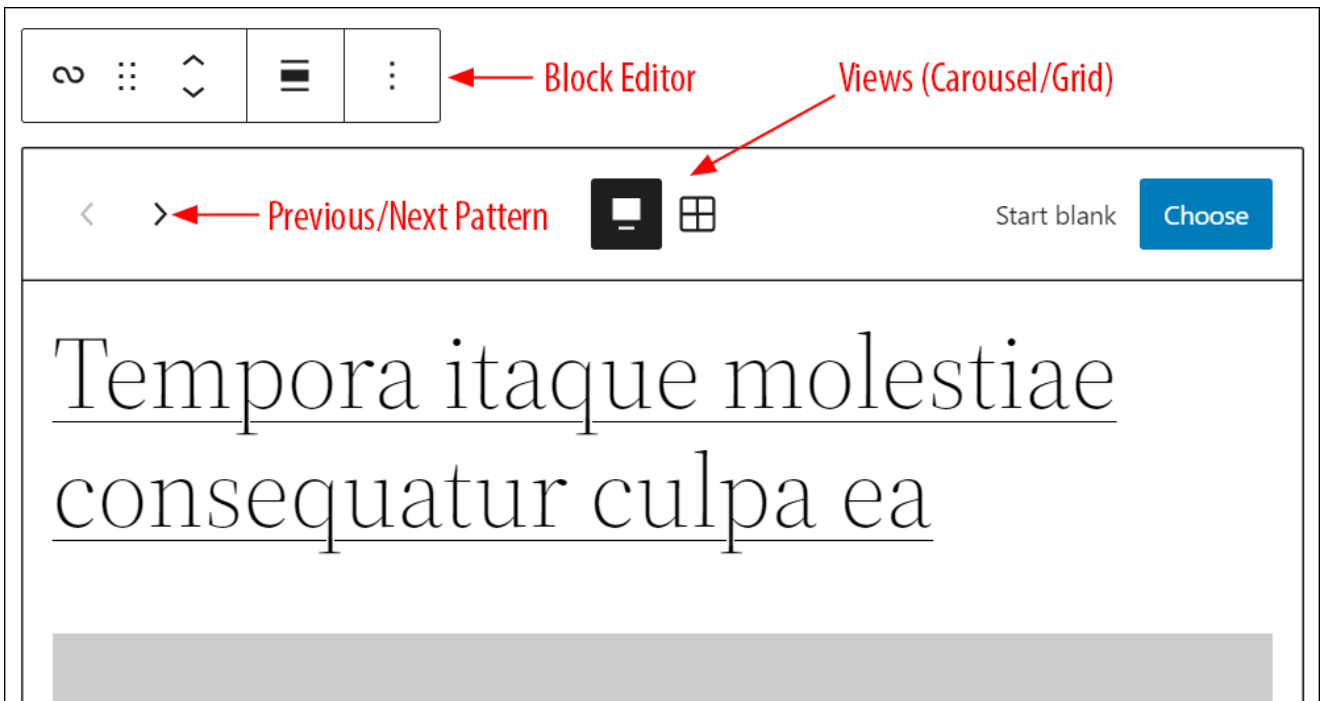 Block Editor
Views (Carousel/Grid)
Previous/Next Pattern
Start blank
Choose
Tempora itaque molestiae
consequatur culpa ea